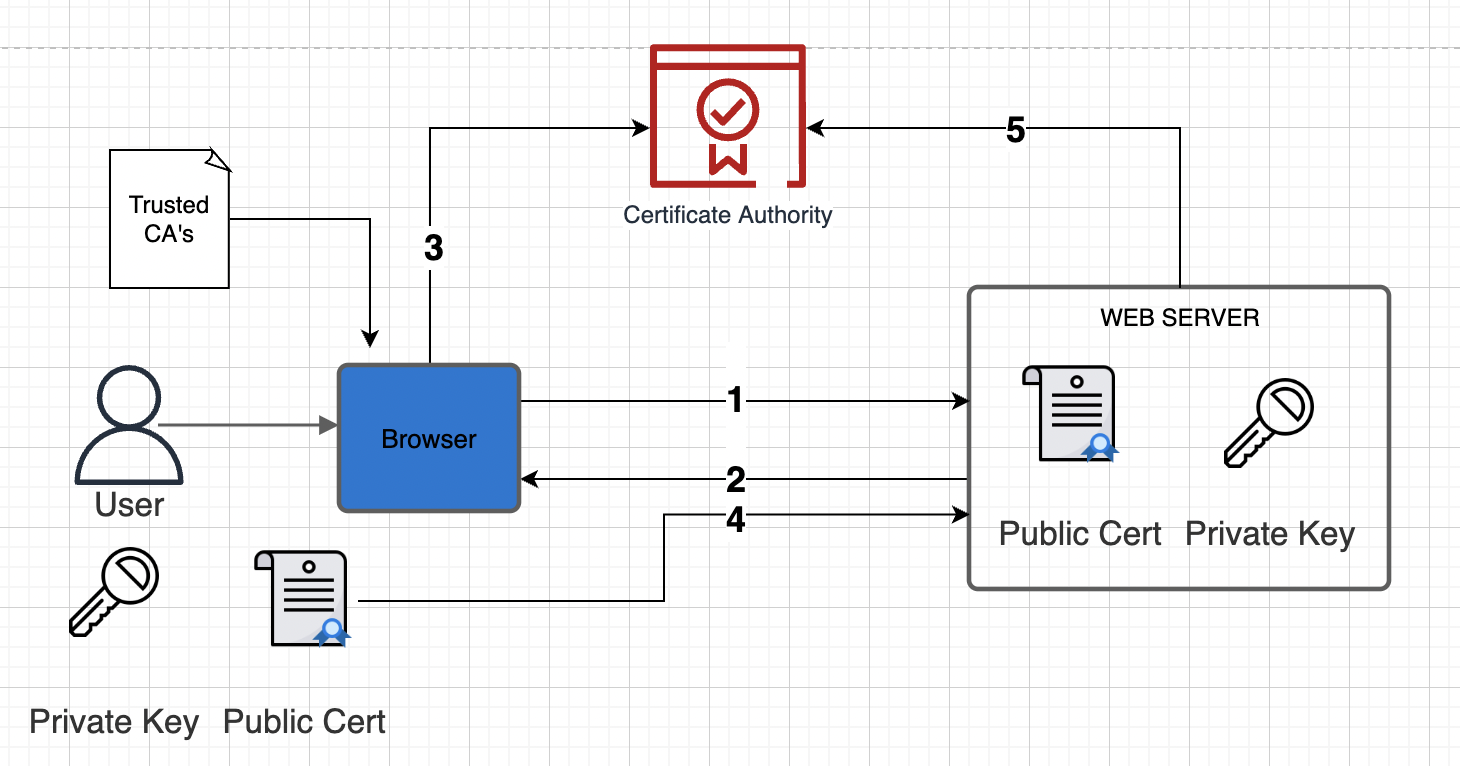 Certificate Authority
5
Trusted
CA's
3
WEB SERVER
1
Browser
2
4
User
Public Cert
Private Key
Private Key
Public Cert